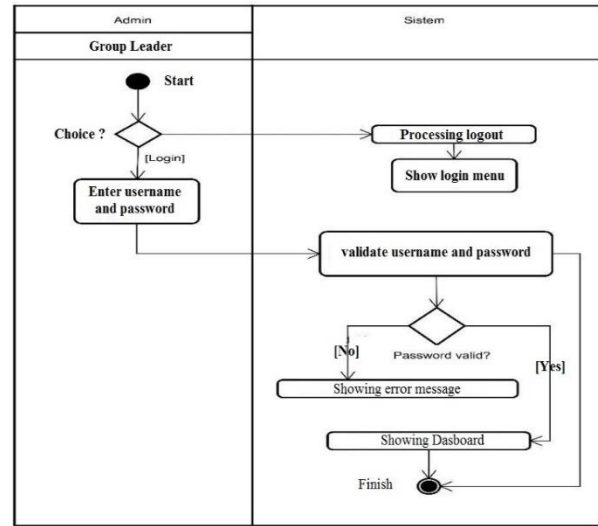 Admin
Sistem
Group Leader
Start
Choice ?
Processing logout
[Login]
Show login menu
Enter username
and password
validate username and password
[No]
Password valid?
[Yes]
Showing error message
Showing Dasboard
Finish